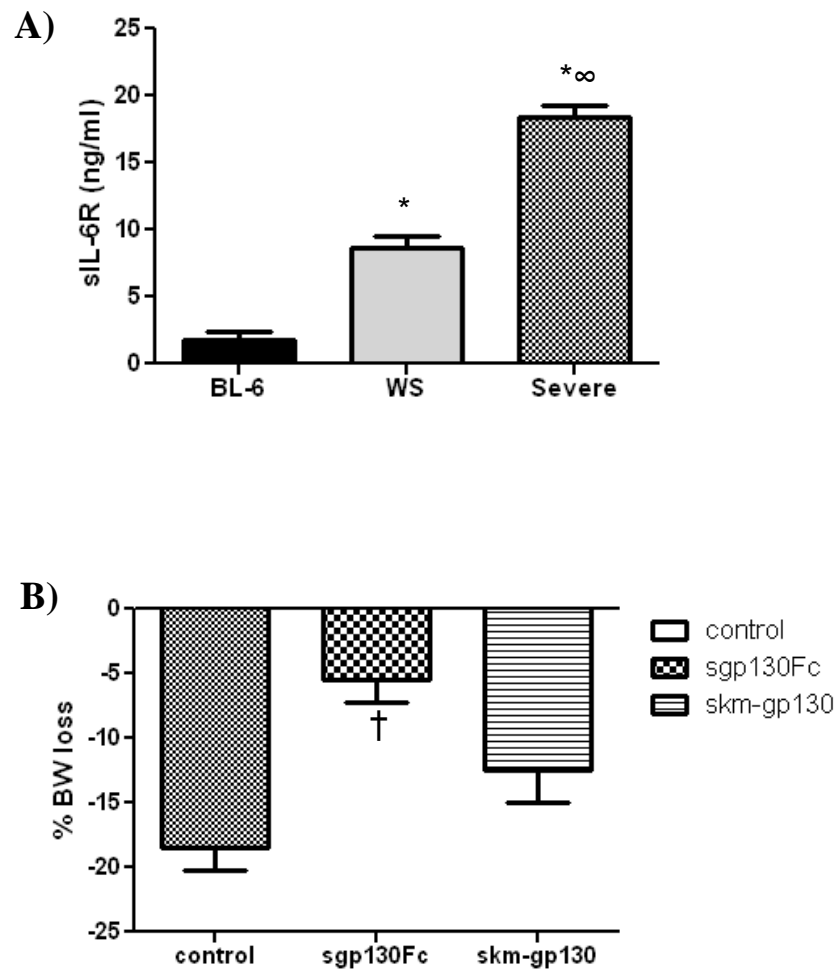 A)
25
20
15
10
5
0
sIL-6R (ng/ml)
*
*∞
BL-6 WS Severe
B)
0
-5
-10
-15
-20
-25
% BW loss
†
control sgp130Fc skm-gp130
control
sgp130Fc
skm-gp130